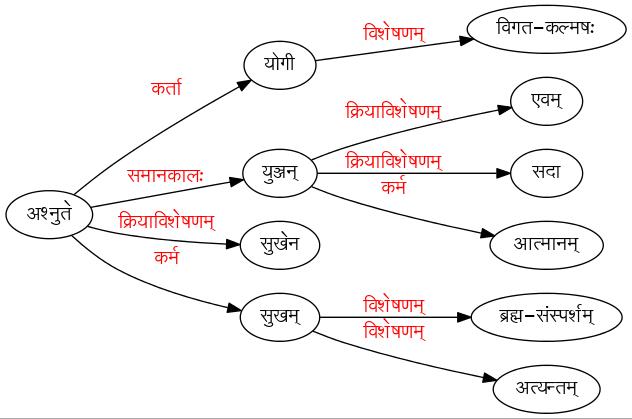 विगत-कल्मषः
विशेषणम्
योगी
कर्ता
एवम्
क्रियाविशेषणम्
समानकालः
युञ्जन्
क्रियाविशेषणम्
सदा
कर्म
अश्नुते
क्रियाविशेषणम्
सुखेन
आत्मानम्
कर्म
विशेषणम्
सुखम्
ब्रह्म-संस्पर्शम्
विशेषणम्
अत्यन्तम्